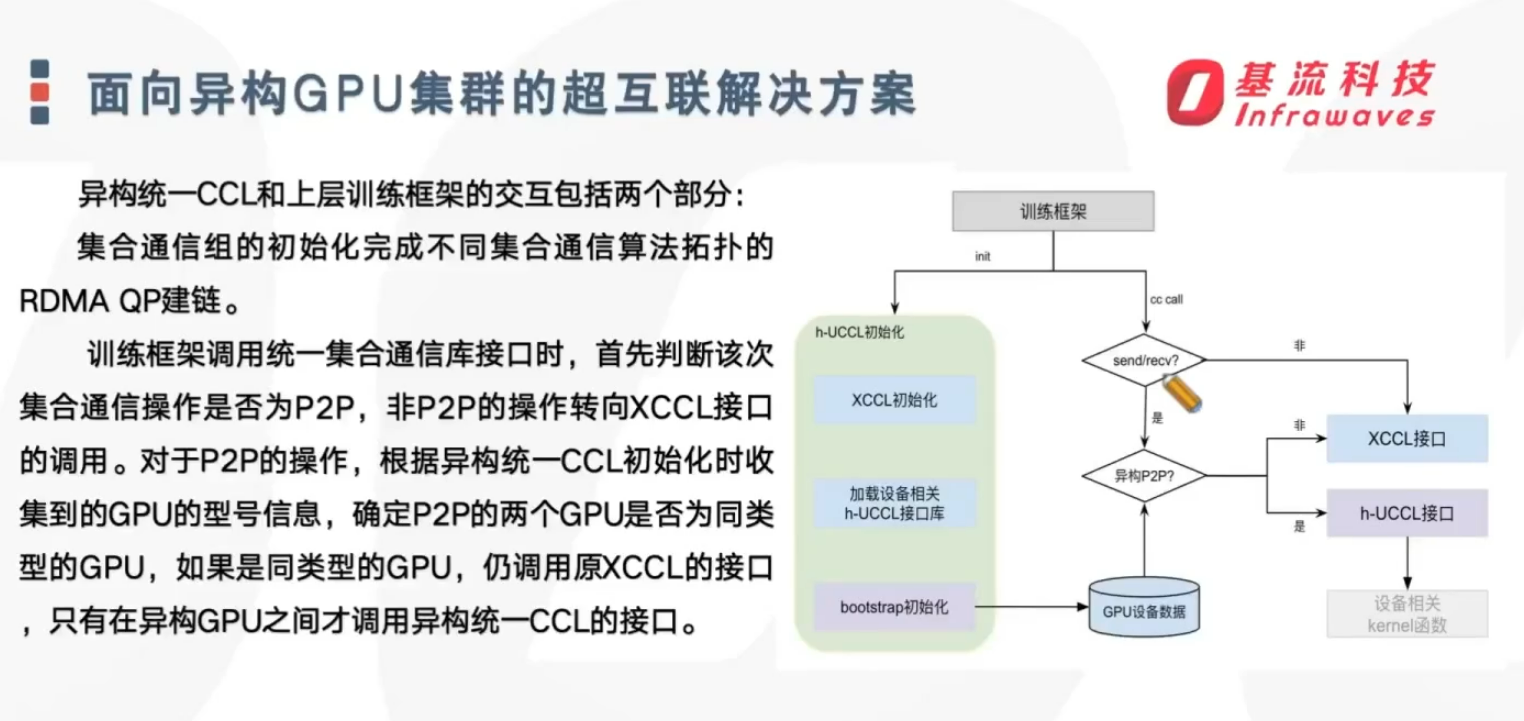 面向异构GPU集群的超互联解决方案
基流科技
Infrawaves
异构统一CCL和上层训练框架的交互包括两个部分：
集合通信组的初始化完成不同集合通信算法拓扑的
RDMA QP建链。
训练框架调用统一集合通信库接口时，首先判断该次
集合通信操作是否为P2P，非P2P的操作转向XCCL接口
的调用。对于P2P的操作，根据异构统一CCL初始化时收
集到的GPU的型号信息，确定P2P的两个GPU是否为同类
型的GPU，如果是同类型的GPU，仍调用原XCCL的接口
，只有在异构GPU之间才调用异构统一CCL的接口。
训练框架
init
cc call
h-UCCL初始化
XCCL初始化
加载设备相关
h-UCCL接口库
bootstrap初始化
send/recv?
非
是
异构P2P?
非
是
GPU设备数据
XCCL接口
h-UCCL接口
设备相关
kernel函数